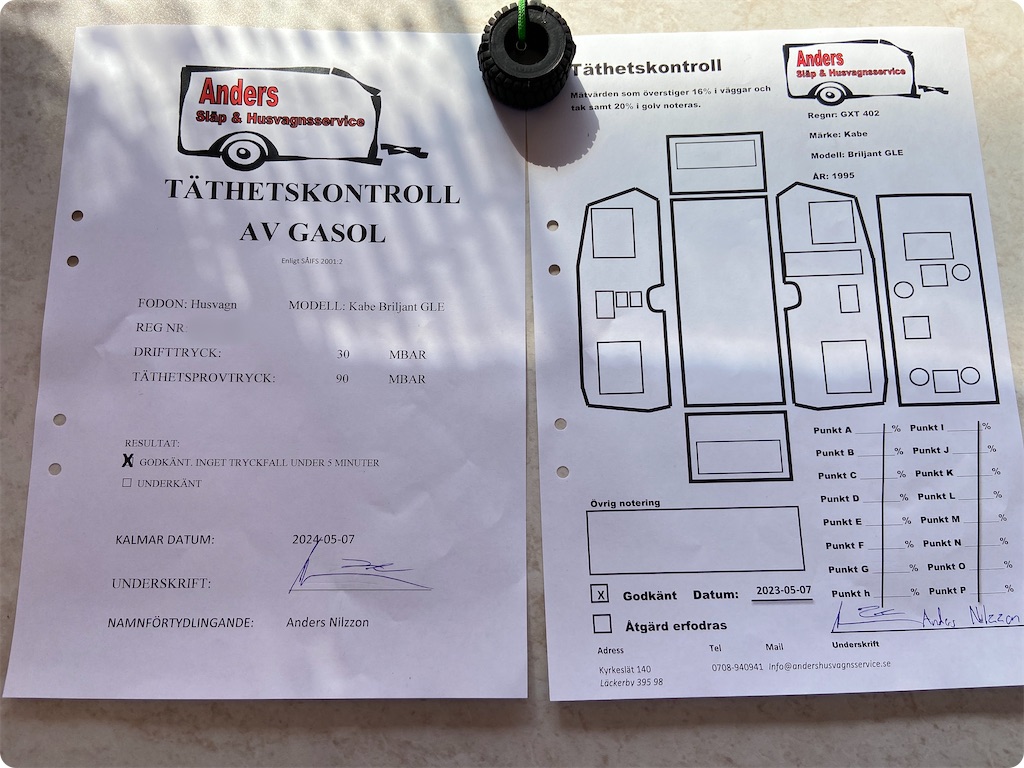 Anders
Släp & Husvagnsservice
TÄTHETSKONTROLL
AV GASOL
Enligt SÄIFS 2001:2
FODON: Husvagn MODELL: Kabe Briljant GLE
REG NR
DRIFTTRYCK: 30 MBAR
TÄTHETSPROVTRYCK: 90 MBAR
RESULTAT:
X GODKÄNT. INGET TRYCKFALL UNDER 5 MINUTER
☐ UNDERKÄNT
KALMAR DATUM: 2024-05-07
UNDERSKRIFT:
NAMNFÖRTYDLINGANDE: Anders Nilzzon
Täthetskontroll
Mätvärden som överstiger 16% i väggar och
tak samt 20% i golv noteras.
Anders
Släp & Husvagnsservice
Regnr: GXT 402
Märke: Kabe
Modell: Briljant GLE
ÅR: 1995
Punkt A % Punkt I %
Punkt B % Punkt J %
Punkt C % Punkt K %
Punkt D % Punkt L %
Punkt E % Punkt M %
Punkt F % Punkt N %
Punkt G % Punkt O %
Punkt h % Punkt P %
Övrig notering
X Godkänt Datum: 2023-05-07
Anders Nilzzon
☐ Åtgärd erfodras
Underskrift
Adress Tel Mail
Kyrkeslät 140 0708-940941 info@andershusvagnsservice.se
Läckerby 395 98